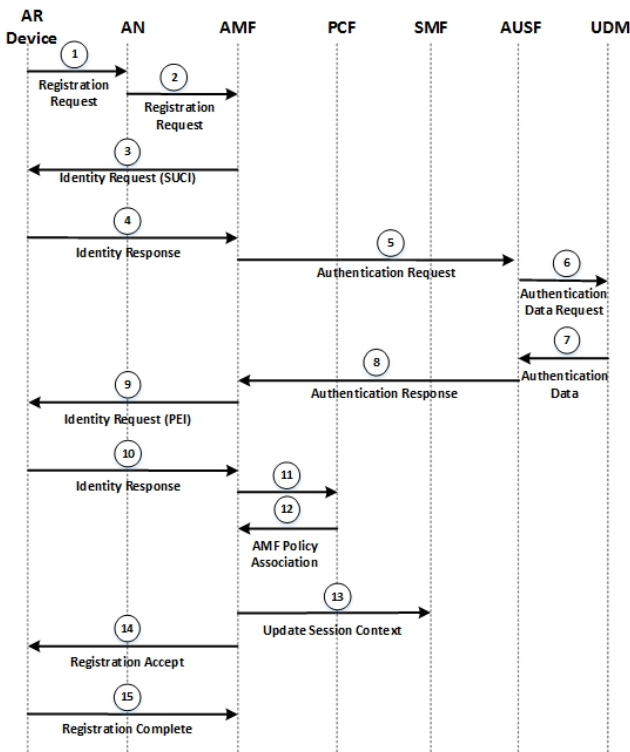 AR Device AN AMF PCF SMF AUSF UDM
1
Registration
Request
2
Registration
Request
3
Identity Request (SUCI)
4
Identity Response
5
Authentication Request
6
Authentication
Data Request
7
Authentication
Data
8
Authentication Response
9
Identity Request (PEI)
10
Identity Response
11
12
AMF Policy
Association
13
Update Session Context
14
Registration Accept
15
Registration Complete